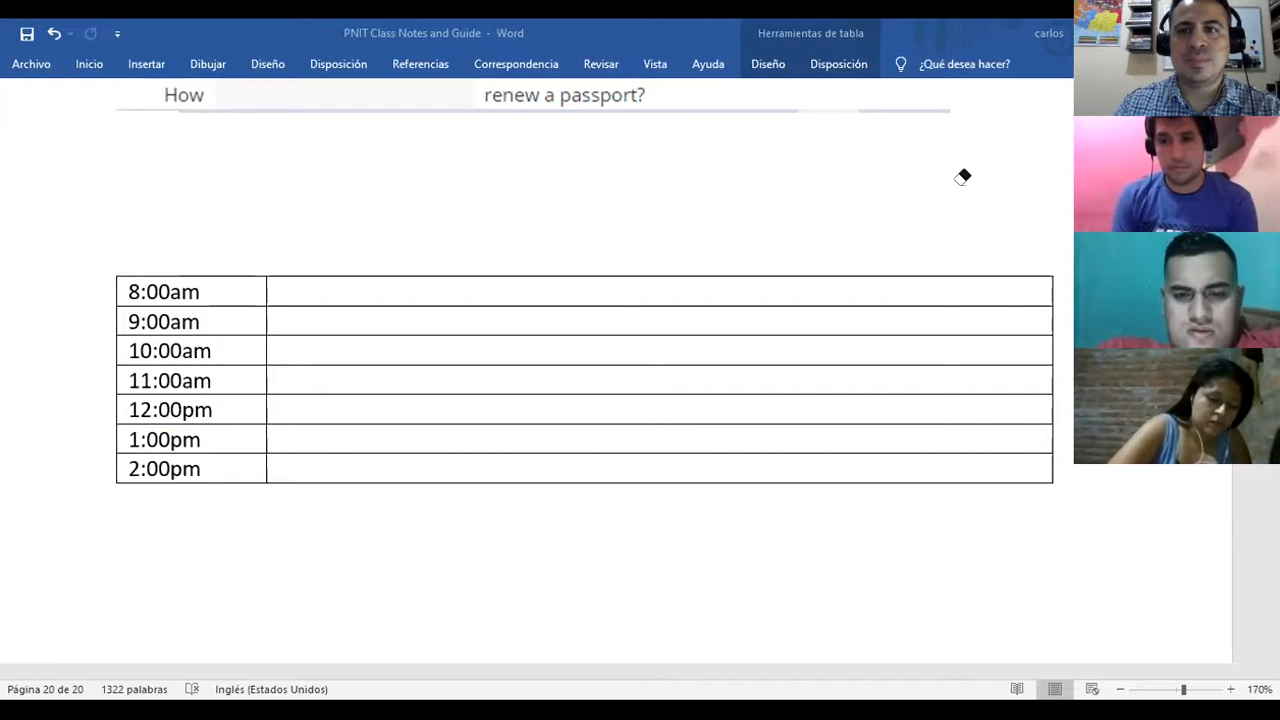 PNIT Class Notes and Guide - Word
Herramientas de tabla
carlos
Archivo Inicio Insertar Dibujar Diseño Disposición Referencias Correspondencia Revisar Vista Ayuda Diseño Disposición ¿Qué desea hacer?
How renew a passport?
8:00am
9:00am
10:00am
11:00am
12:00pm
1:00pm
2:00pm
Página 20 de 20 1322 palabras Inglés (Estados Unidos) 170%